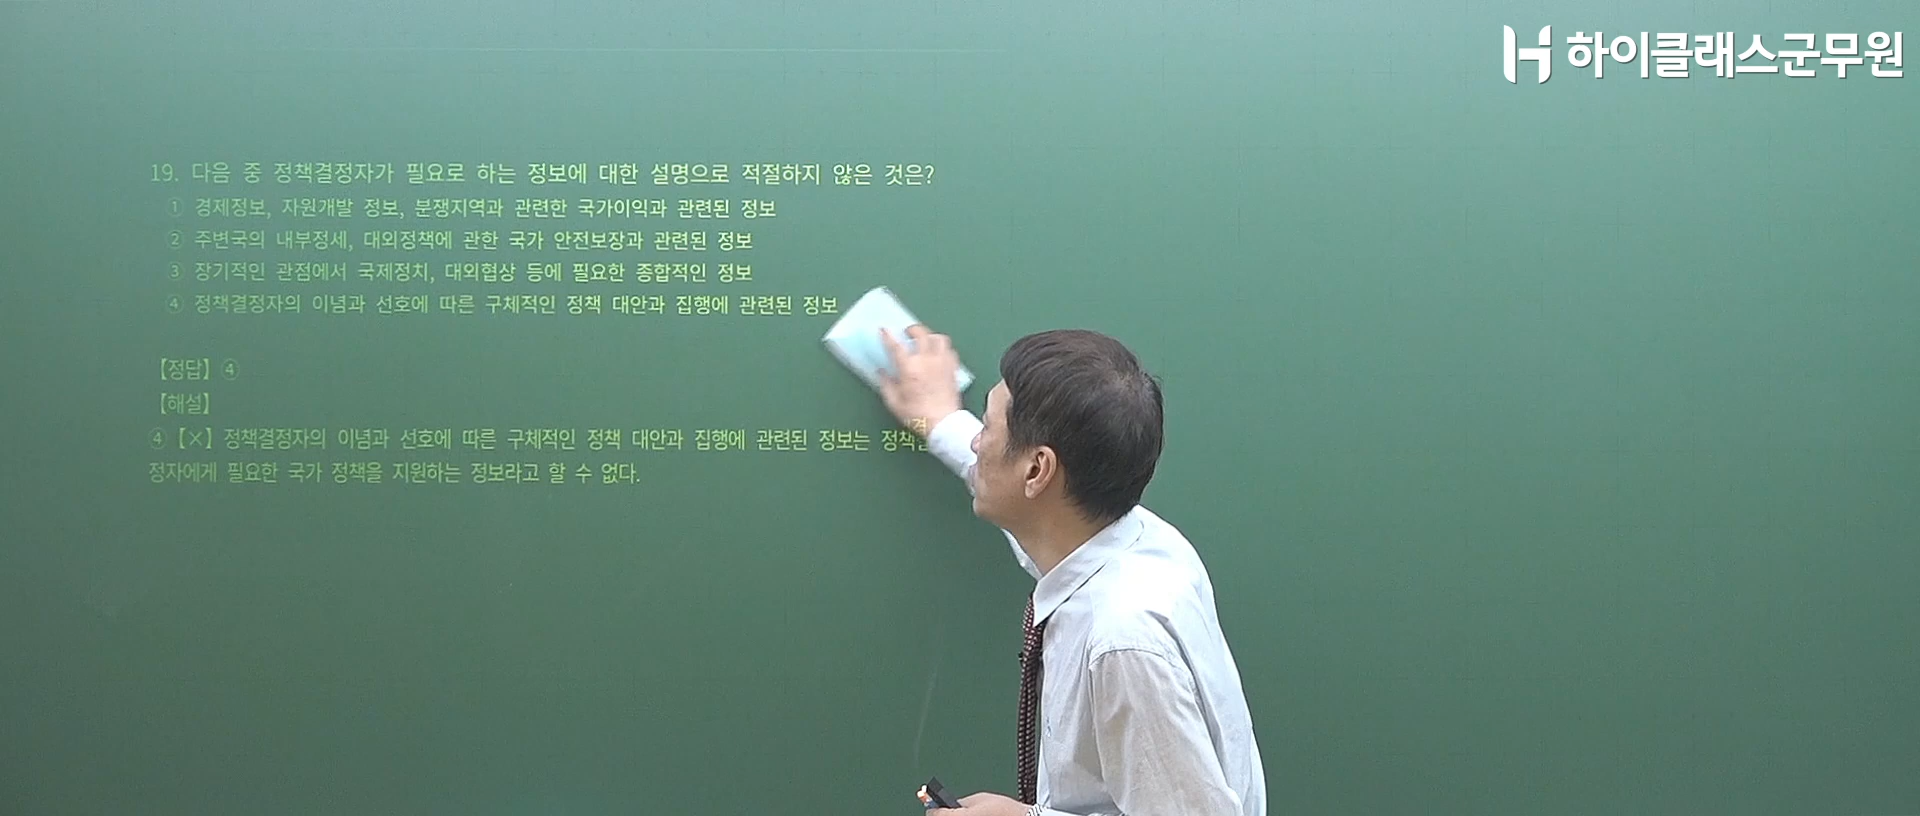 하이클래스군무원
19. 다음 중 정책결정자가 필요로 하는 정보에 대한 설명으로 적절하지 않은 것은?
① 경제정보, 자원개발 정보, 분쟁지역과 관련한 국가이익과 관련된 정보
② 주변국의 내부정세, 대외정책에 관한 국가 안전보장과 관련된 정보
③ 장기적인 관점에서 국제정치, 대외협상 등에 필요한 종합적인 정보
④ 정책결정자의 이념과 선호에 따른 구체적인 정책 대안과 집행에 관련된 정보
【정답】 ④
【해설】
④【×】정책결정자의 이념과 선호에 따른 구체적인 정책 대안과 집행에 관련된 정보는 정책결
정자에게 필요한 국가 정책을 지원하는 정보라고 할 수 없다.